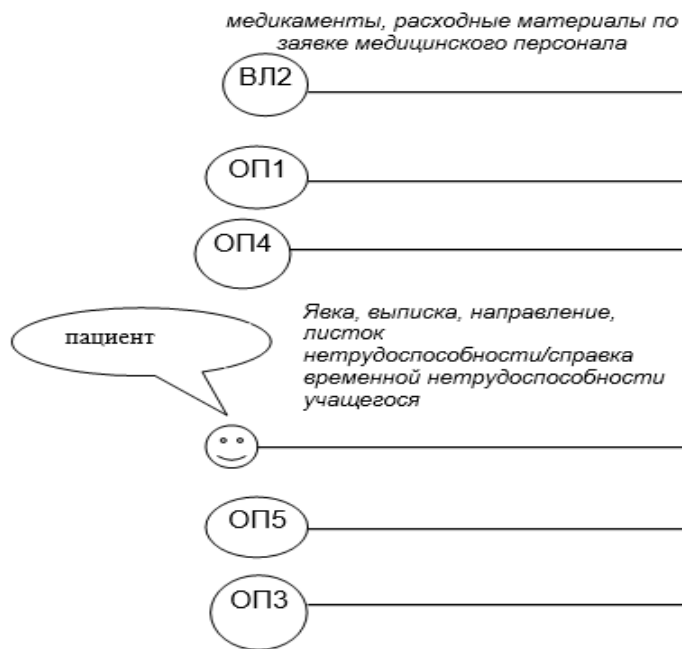 медикаменты, расходные материалы по
заявке медицинского персонала
ВЛ2
ОП1
ОП4
пациент
Явка, выписка, направление,
листок
нетрудоспособности/справка
временной нетрудоспособности
учащегося
ОП5
ОП3